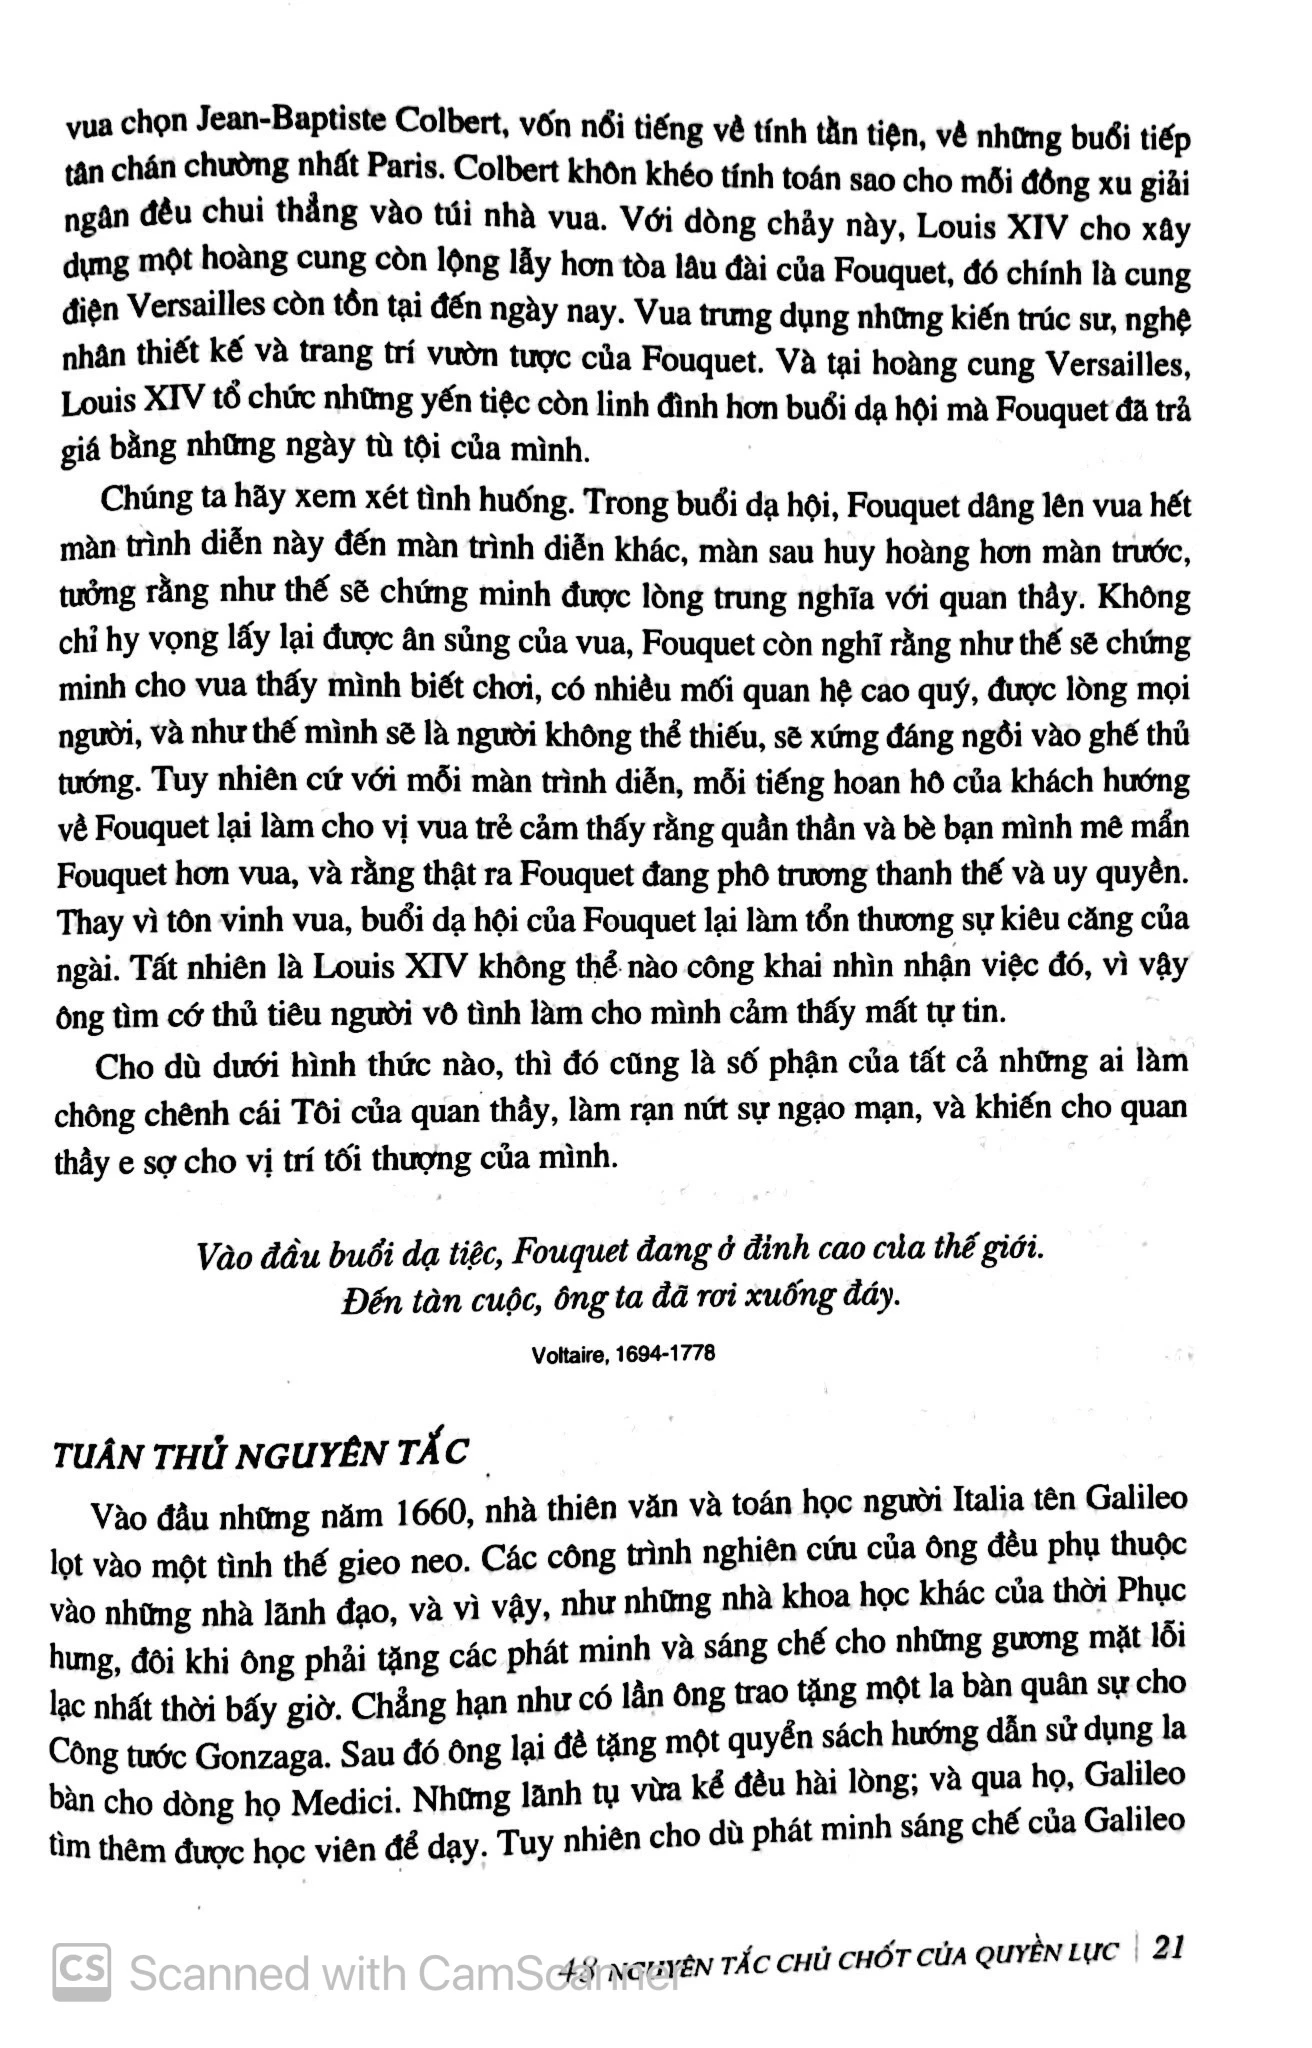 vua chọn Jean-Baptiste Colbert, vốn nổi tiếng về tính tằn tiện, về những buổi tiếp
tân chán chường nhất Paris. Colbert khôn khéo tính toán sao cho mỗi đồng xu giải
ngân đều chui thẳng vào túi nhà vua. Với dòng chảy này, Louis XIV cho xây
dựng một hoàng cung còn lộng lẫy hơn tòa lâu đài của Fouquet, đó chính là cung
điện Versailles còn tồn tại đến ngày nay. Vua trưng dụng những kiến trúc sư, nghệ
nhân thiết kế và trang trí vườn tược của Fouquet. Và tại hoàng cung Versailles,
Louis XIV tổ chức những yến tiệc còn linh đình hơn buổi dạ hội mà Fouquet đã trả
giá bằng những ngày tù tội của mình.
Chúng ta hãy xem xét tình huống. Trong buổi dạ hội, Fouquet dâng lên vua hết
màn trình diễn này đến màn trình diễn khác, màn sau huy hoàng hơn màn trước,
tưởng rằng như thế sẽ chứng minh được lòng trung nghĩa với quan thầy. Không
chỉ hy vọng lấy lại được ân sủng của vua, Fouquet còn nghĩ rằng như thế sẽ chứng
minh cho vua thấy mình biết chơi, có nhiều mối quan hệ cao quý, được lòng mọi
người, và như thế mình sẽ là người không thể thiếu, sẽ xứng đáng ngồi vào ghế thủ
tướng. Tuy nhiên cứ với mỗi màn trình diễn, mỗi tiếng hoan hô của khách hướng
về Fouquet lại làm cho vị vua trẻ cảm thấy rằng quần thần và bè bạn mình mê mẩn
Fouquet hơn vua, và rằng thật ra Fouquet đang phô trương thanh thế và uy quyền.
Thay vì tôn vinh vua, buổi dạ hội của Fouquet lại làm tổn thương sự kiêu căng của
ngài. Tất nhiên là Louis XIV không thể nào công khai nhìn nhận việc đó, vì vậy
ông tìm cớ thủ tiêu người vô tình làm cho mình cảm thấy mất tự tin.
Cho dù dưới hình thức nào, thì đó cũng là số phận của tất cả những ai làm
chông chênh cái Tôi của quan thầy, làm rạn nứt sự ngạo mạn, và khiến cho quan
thầy e sợ cho vị trí tối thượng của mình.
Vào đầu buổi dạ tiệc, Fouquet đang ở đỉnh cao của thế giới.
Đến tàn cuộc, ông ta đã rơi xuống đáy.
Voltaire, 1694-1778
TUÂN THỦ NGUYÊN TẮC
Vào đầu những năm 1660, nhà thiên văn và toán học người Italia tên Galileo
lọt vào một tình thế gieo neo. Các công trình nghiên cứu của ông đều phụ thuộc
vào những nhà lãnh đạo, và vì vậy, như những nhà khoa học khác của thời Phục
hưng, đôi khi ông phải tặng các phát minh và sáng chế cho những gương mặt lỗi
lạc nhất thời bấy giờ. Chẳng hạn như có lần ông trao tặng một la bàn quân sự cho
Công tước Gonzaga. Sau đó ông lại đề tặng một quyển sách hướng dẫn sử dụng la
bàn cho dòng họ Medici. Những lãnh tụ vừa kể đều hài lòng; và qua họ, Galileo
tìm thêm được học viên để dạy. Tuy nhiên cho dù phát minh sáng chế của Galileo
48 NGUYÊN TẮC CHỦ CHỐT CỦA QUYỀN LỰC | 21
CS Scanned with CamScanner